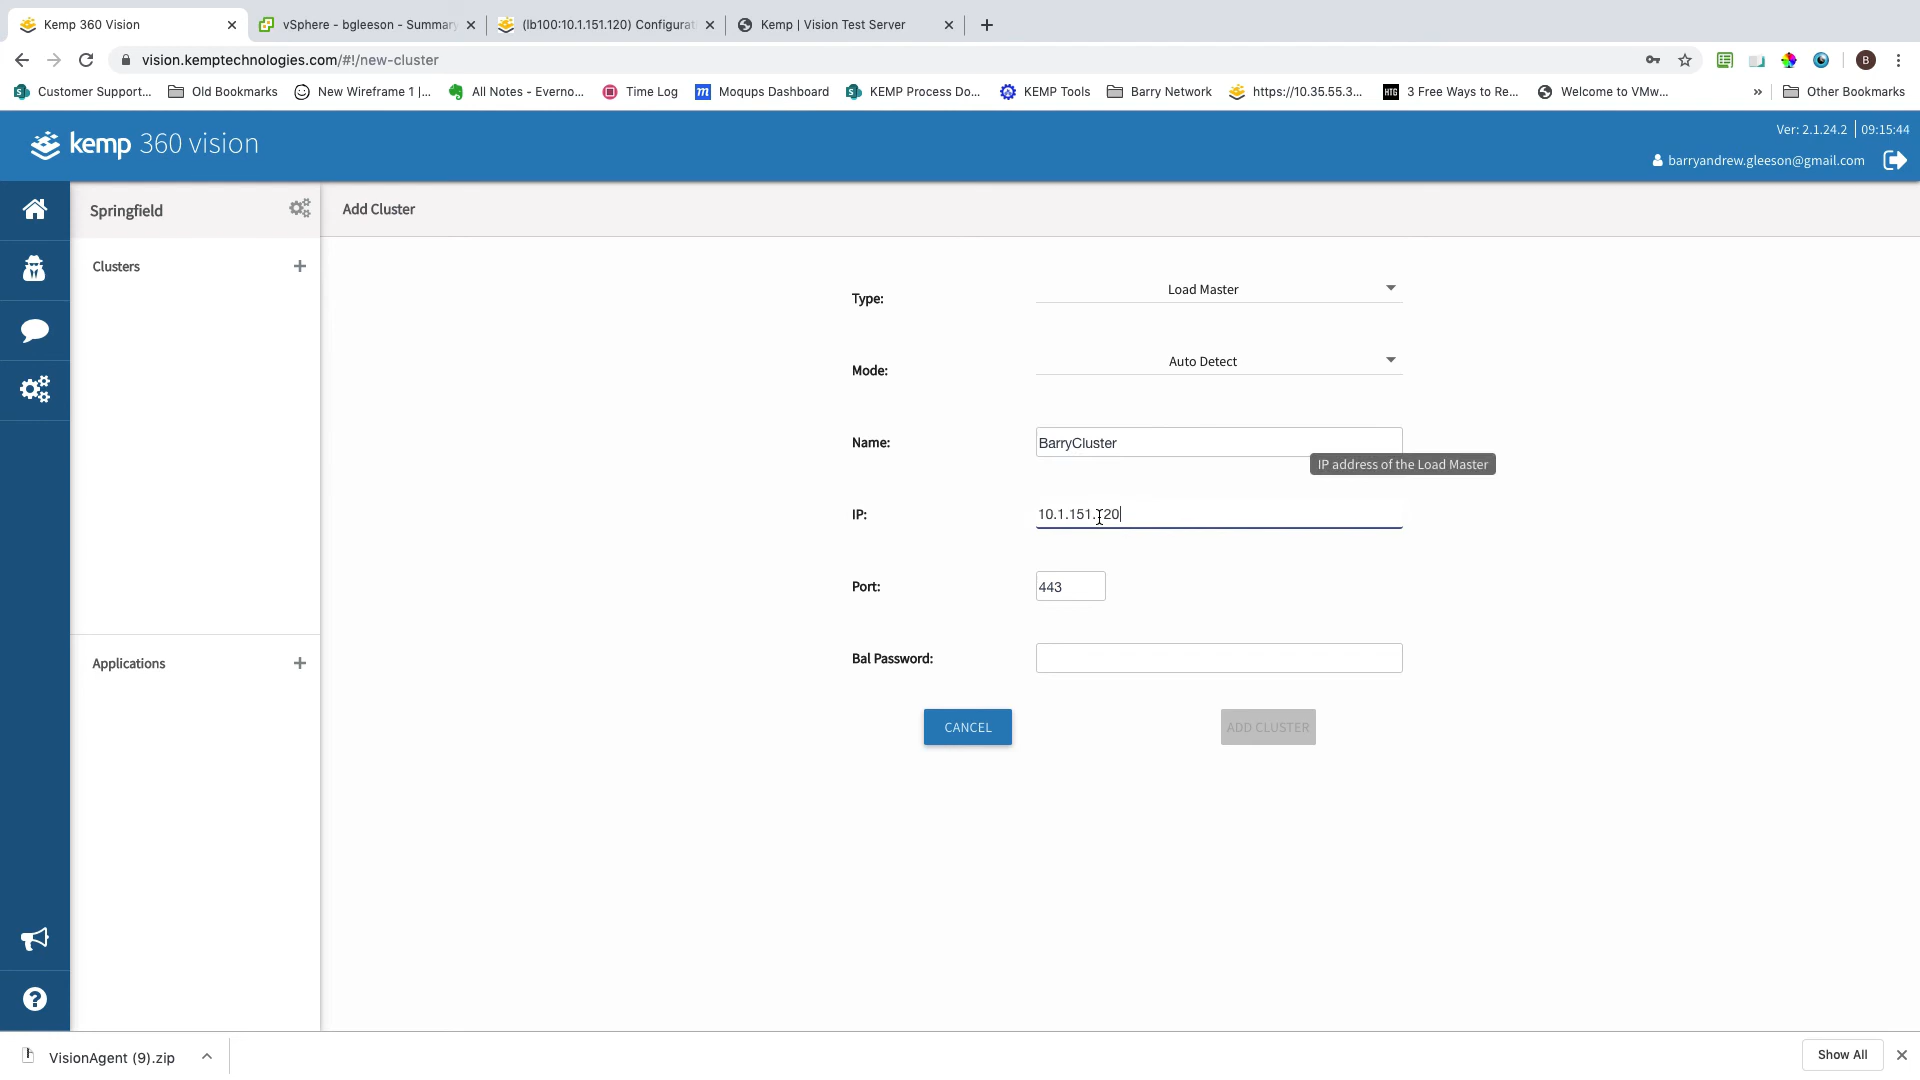 Kemp 360 Vision
vSphere - bgleeson - Summary
(lb100:10.1.151.120) Configurat
Kemp | Vision Test Server
vision.kemptechnologies.com/#!/new-cluster
B
Customer Support...
Old Bookmarks
New Wireframe 1 |...
All Notes - Everno...
Time Log
Moqups Dashboard
KEMP Process Do...
KEMP Tools
Barry Network
https://10.35.55.3...
HTG
3 Free Ways to Re...
Welcome to VMw...
»
Other Bookmarks
kemp 360 vision
Ver: 2.1.24.2 | 09:15:44
barryandrew.gleeson@gmail.com
Springfield
Add Cluster
Clusters +
Type: Load Master
Mode: Auto Detect
Name: BarryCluster
IP address of the Load Master
IP: 10.1.151.120
Port: 443
Applications +
Bal Password:
CANCEL
ADD CLUSTER
VisionAgent (9).zip
Show All